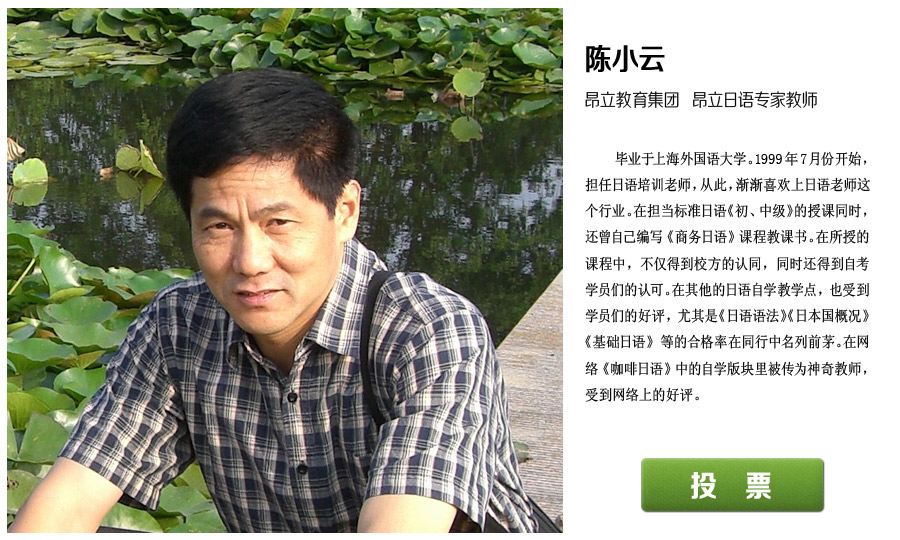 陈小云
昂立教育集团 昂立日语专家教师
毕业于上海外国语大学。1999年7月份开始，
担任日语培训老师，从此，渐渐喜欢上日语老师这
个行业。在担当标准日语《初、中级》的授课同时，
还曾自己编写《商务日语》课程教课书。在所授的
课程中，不仅得到校方的认同，同时还得到自考
学员们的认可。在其他的日语自学教学点，也受到
学员们的好评，尤其是《日语语法》《日本国概况》
《基础日语》等的合格率在同行中名列前茅。在网
络《咖啡日语》中的自学版块里被传为神奇教师，
受到网络上的好评。
投 票